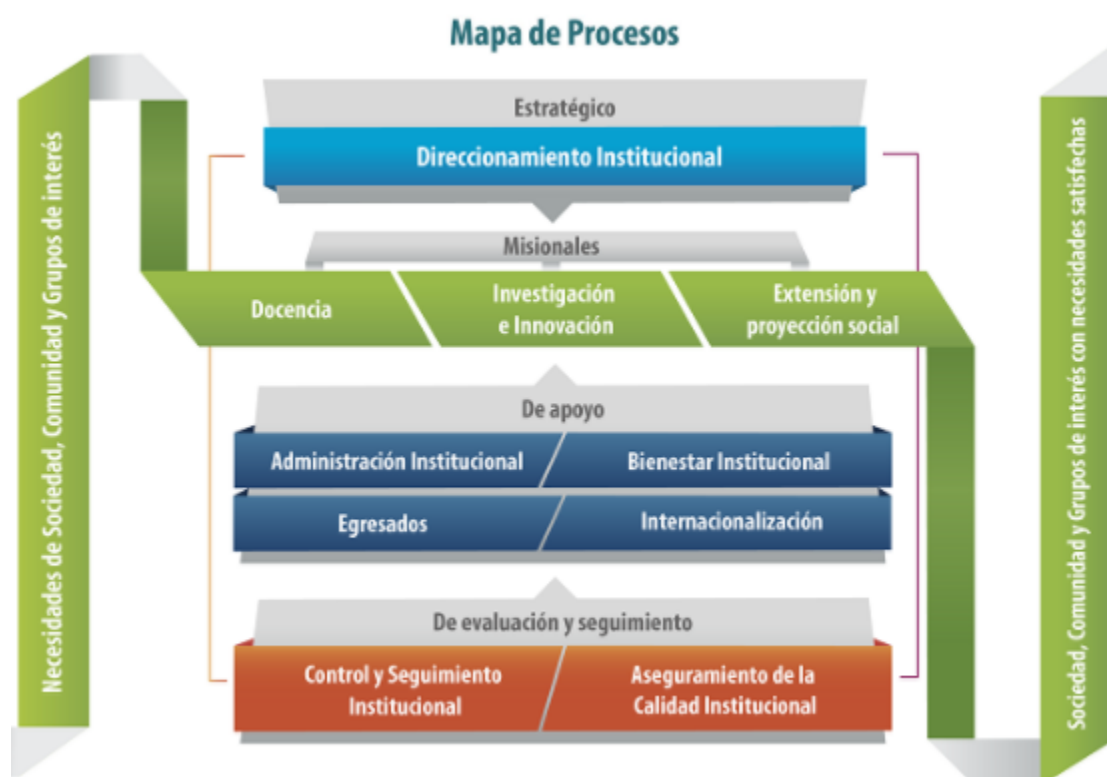 Mapa de Procesos
Necesidades de Sociedad, Comunidad y Grupos de interés
Estratégico
Direccionamiento Institucional
Misionales
Docencia
Investigación
e Innovación
Extensión y
proyección social
De apoyo
Administración Institucional
Bienestar Institucional
Egresados
Internacionalización
De evaluación y seguimiento
Control y Seguimiento
Institucional
Aseguramiento de la
Calidad Institucional
Sociedad, Comunidad y Grupos de interés con necesidades satisfechas